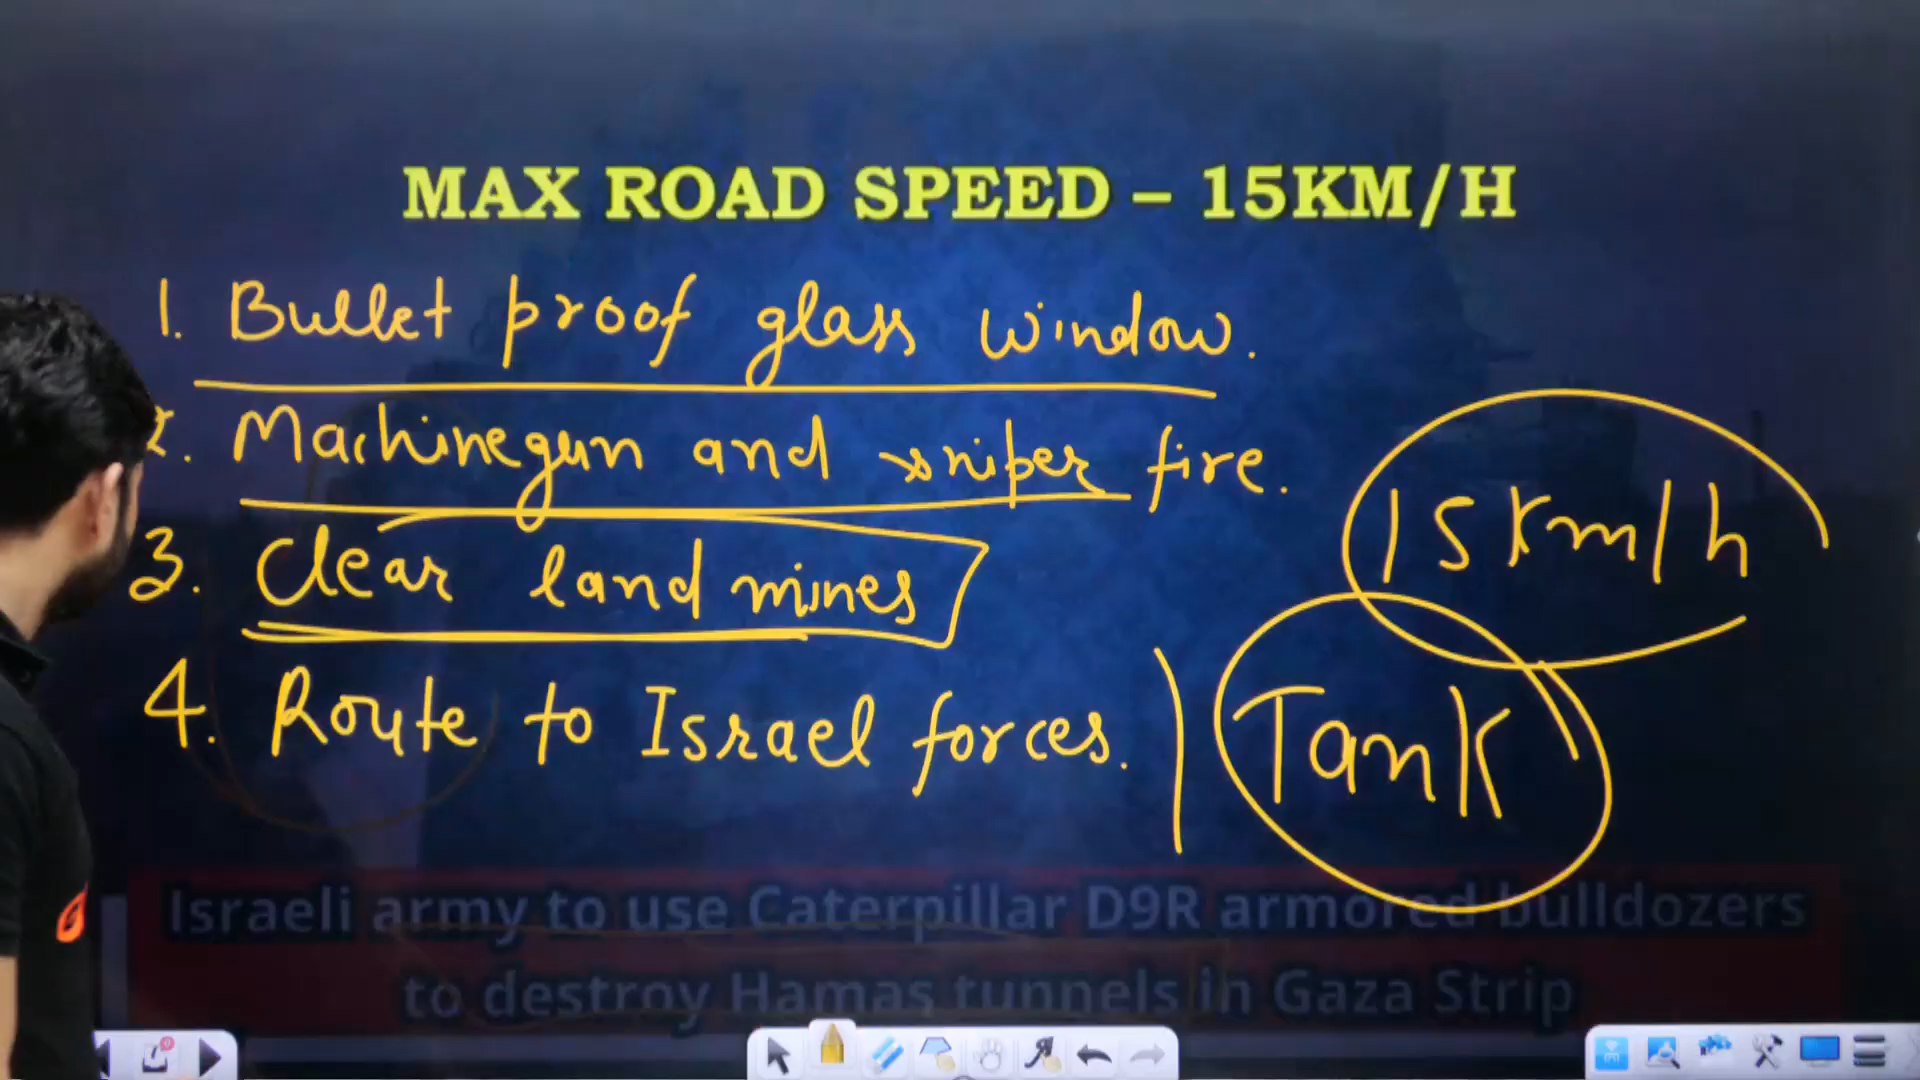 MAX ROAD SPEED – 15KM/H
1. Bullet proof glass window.
2. Machinegun and sniper fire.
3. Clear land mines
15 Km/h
4. Route to Israel forces.
Tank
Israeli army to use Caterpillar D9R armored bulldozers
to destroy Hamas tunnels in Gaza Strip